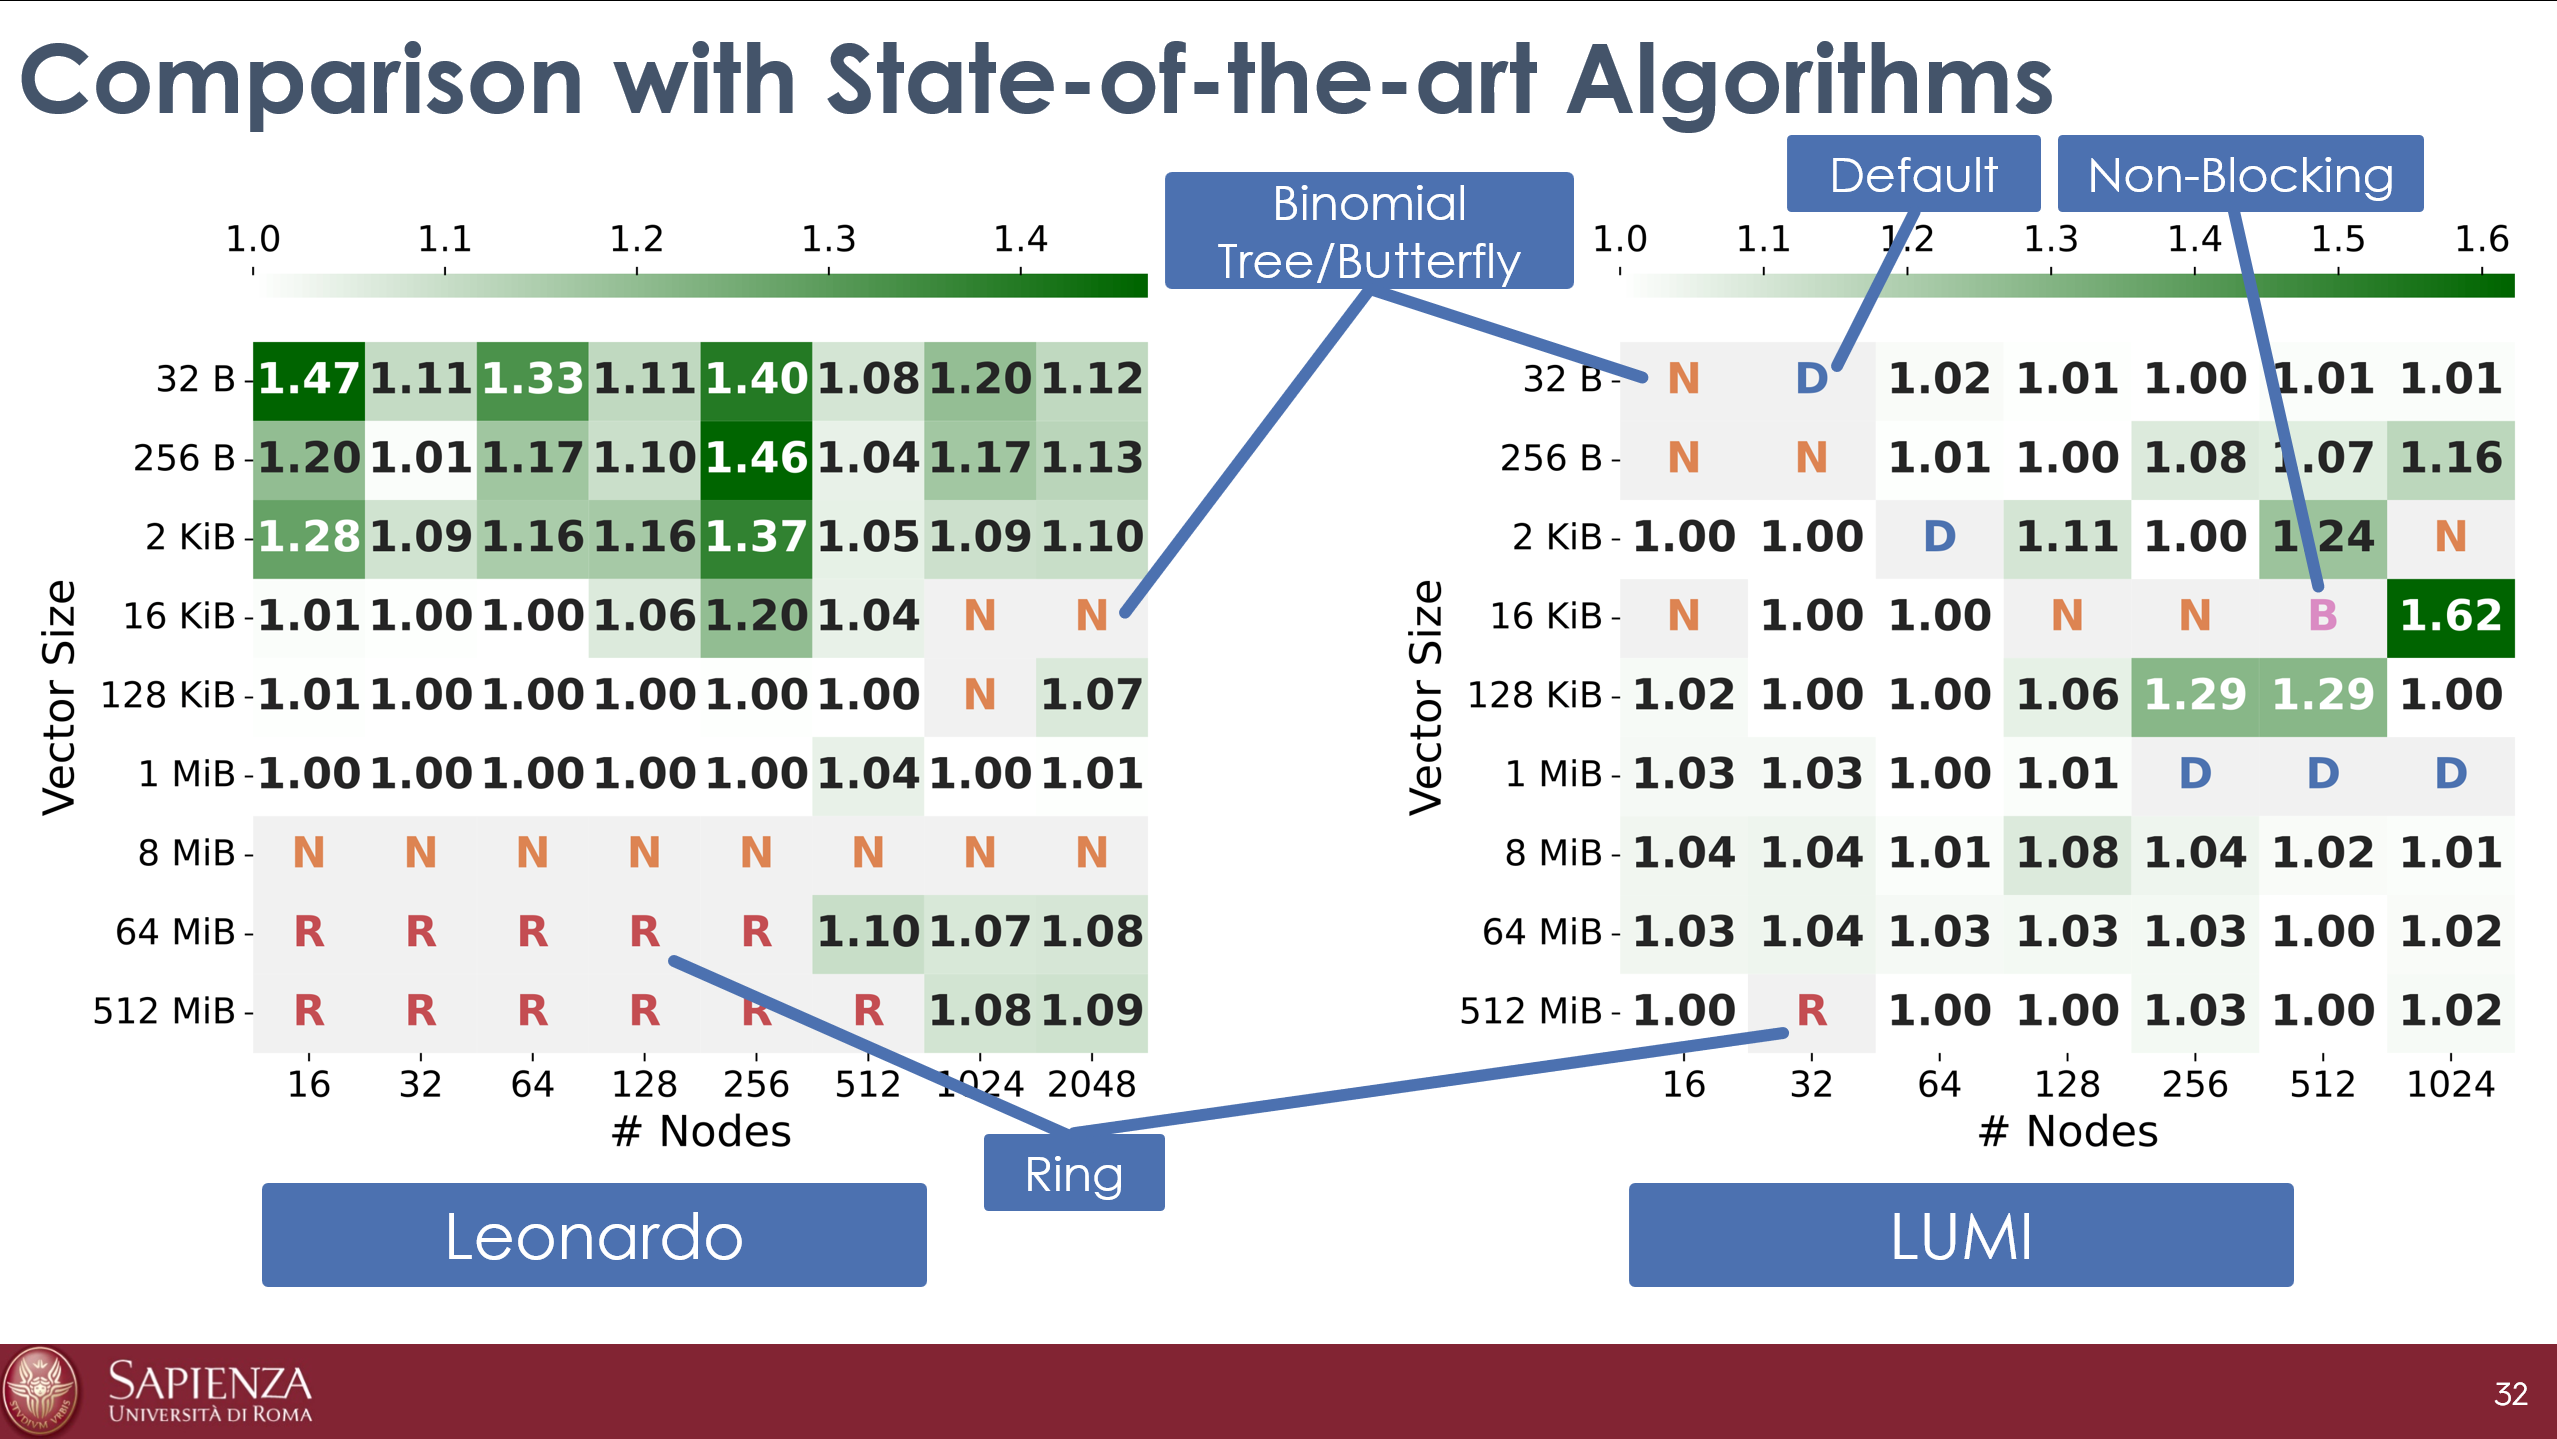 Comparison with State-of-the-art Algorithms
Binomial
Tree/Butterfly
Default
Non-Blocking
1.0 1.1 1.2 1.3 1.4
Vector Size
32 B 1.47 1.11 1.33 1.11 1.40 1.08 1.20 1.12
256 B 1.20 1.01 1.17 1.10 1.46 1.04 1.17 1.13
2 KiB 1.28 1.09 1.16 1.16 1.37 1.05 1.09 1.10
16 KiB 1.01 1.00 1.00 1.06 1.20 1.04 N N
128 KiB 1.01 1.00 1.00 1.00 1.00 1.00 N 1.07
1 MiB 1.00 1.00 1.00 1.00 1.00 1.04 1.00 1.01
8 MiB N N N N N N N N
64 MiB R R R R R 1.10 1.07 1.08
512 MiB R R R R R R 1.08 1.09
16 32 64 128 256 512 1024 2048
# Nodes
Leonardo
Ring
1.0 1.1 1.2 1.3 1.4 1.5 1.6
Vector Size
32 B N D 1.02 1.01 1.00 1.01 1.01
256 B N N 1.01 1.00 1.08 1.07 1.16
2 KiB 1.00 1.00 D 1.11 1.00 1.24 N
16 KiB N 1.00 1.00 N N B 1.62
128 KiB 1.02 1.00 1.00 1.06 1.29 1.29 1.00
1 MiB 1.03 1.03 1.00 1.01 D D D
8 MiB 1.04 1.04 1.01 1.08 1.04 1.02 1.01
64 MiB 1.03 1.04 1.03 1.03 1.03 1.00 1.02
512 MiB 1.00 R 1.00 1.00 1.03 1.00 1.02
16 32 64 128 256 512 1024
# Nodes
LUMI
SAPIENZA
UNIVERSITÀ DI ROMA
32